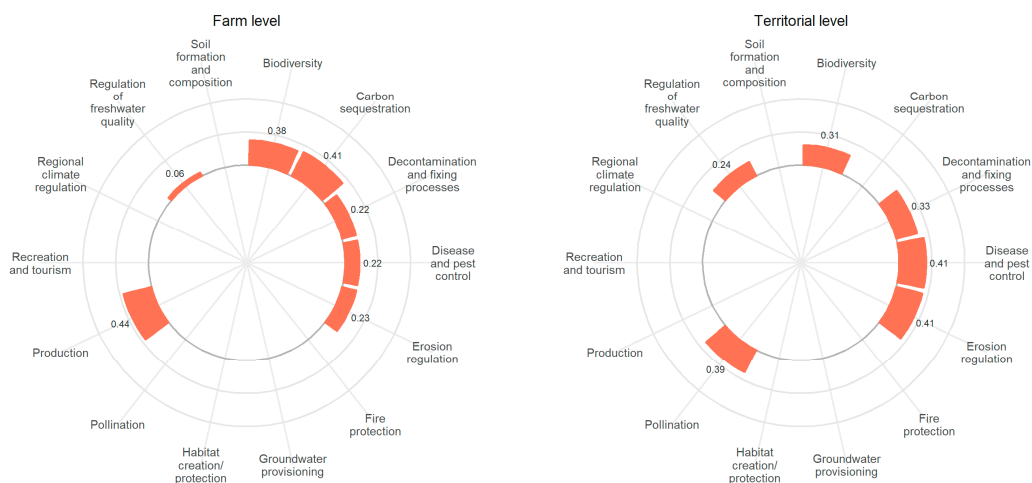 Farm level
Soil
formation
and
composition
Biodiversity
Carbon
sequestration
Decontamination
and fixing
processes
Disease
and pest
control
Erosion
regulation
Fire
protection
Groundwater
provisioning
Habitat
creation/
protection
Pollination
Production
Recreation
and tourism
Regional
climate
regulation
Regulation
of
freshwater
quality
0.38
0.41
0.22
0.22
0.23
0.44
0.06
Territorial level
Soil
formation
and
composition
Biodiversity
Carbon
sequestration
Decontamination
and fixing
processes
Disease
and pest
control
Erosion
regulation
Fire
protection
Groundwater
provisioning
Habitat
creation/
protection
Pollination
Production
Recreation
and tourism
Regional
climate
regulation
Regulation
of
freshwater
quality
0.31
0.33
0.41
0.41
0.39
0.24